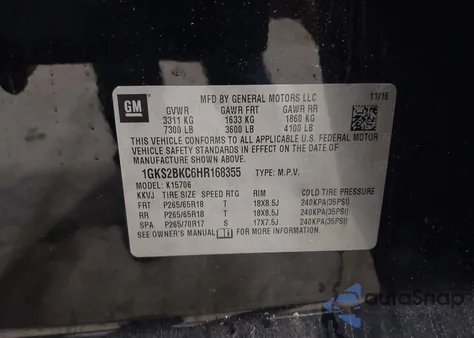 GM
MFD BY GENERAL MOTORS LLC
11/16
GVWR GAWR FRT GAWR RR
3311 KG 1633 KG 1860 KG
7300 LB 3600 LB 4100 LB
THIS VEHICLE CONFORMS TO ALL APPLICABLE U.S. FEDERAL MOTOR
VEHICLE SAFETY STANDARDS IN EFFECT ON THE DATE OF
MANUFACTURE SHOWN ABOVE.
1GKS2BKC6HR168355 TYPE: M.P.V.
MODEL: K15706
KKVJ TIRE SIZE SPEED RTG RIM COLD TIRE PRESSURE
FRT P265/65R18 T 18X8.5J 240KPA(35PSI)
RR P265/65R18 T 18X8.5J 240KPA(35PSI)
SPA P265/70R17 S 17X7.5J 240KPA(35PSI)
SEE OWNER'S MANUAL FOR MORE INFORMATION
AutoSnap